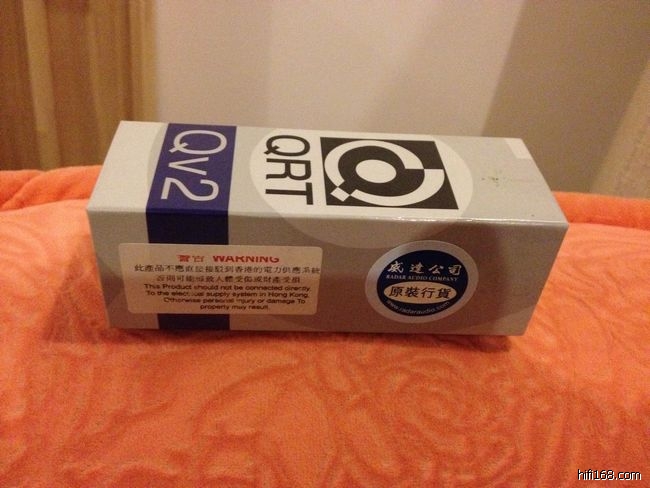 Qv2
QRT
警告 WARNING
此產品不應直接接駁到香港的電力供應系統
否則可能導致人體受傷或財產受損
This Product should not be connected directly
To the electrical supply system in Hong Kong.
Otherwise personal injury or damage To
property may result.
威達公司
RADAR AUDIO COMPANY
原裝行貨
www.radaraudio.com
hifi168.com